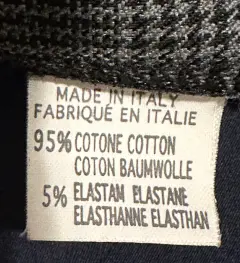 MADE IN ITALY
FABRIQUÉ EN ITALIE
95% COTONE COTTON
COTON BAUMWOLLE
5% ELASTAM ELASTANE
ELASTHANNE ELASTHAN